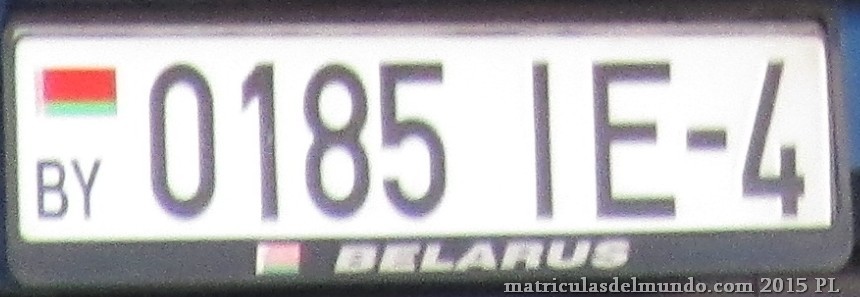 BY 0185 IE-4
BELARUS
matriculasdelmundo.com 2015 PL